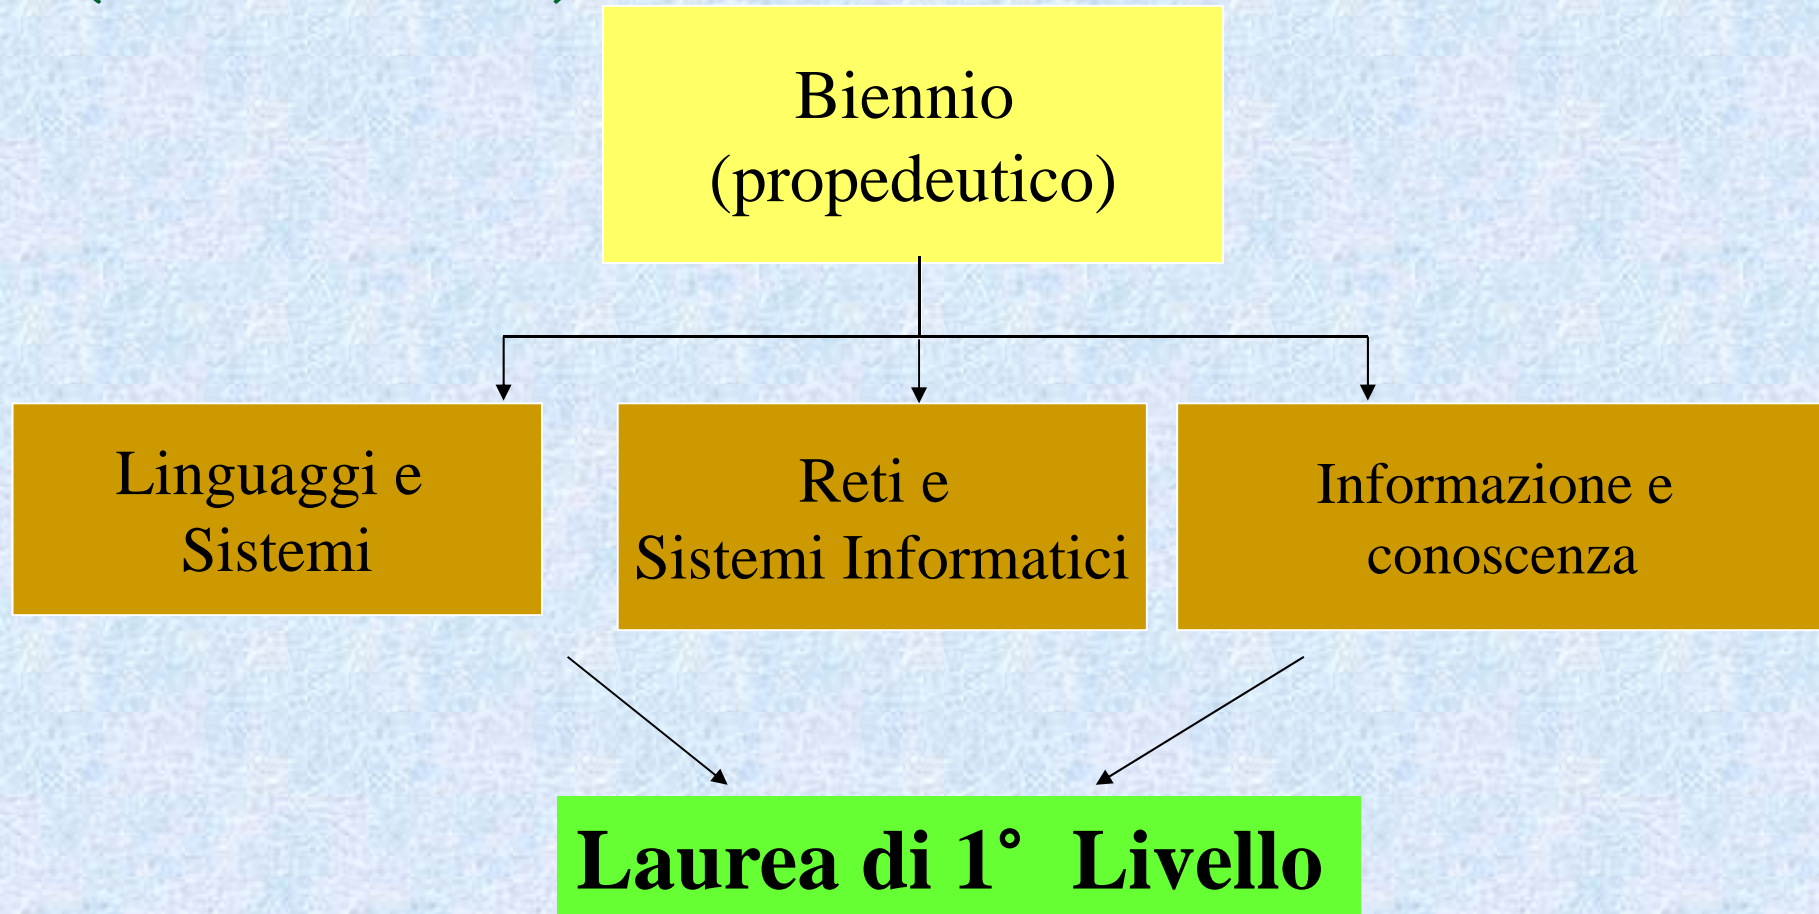 Biennio
(propedeutico)
Linguaggi e
Sistemi
Reti e
Sistemi Informatici
Informazione e
conoscenza
Laurea di 1° Livello